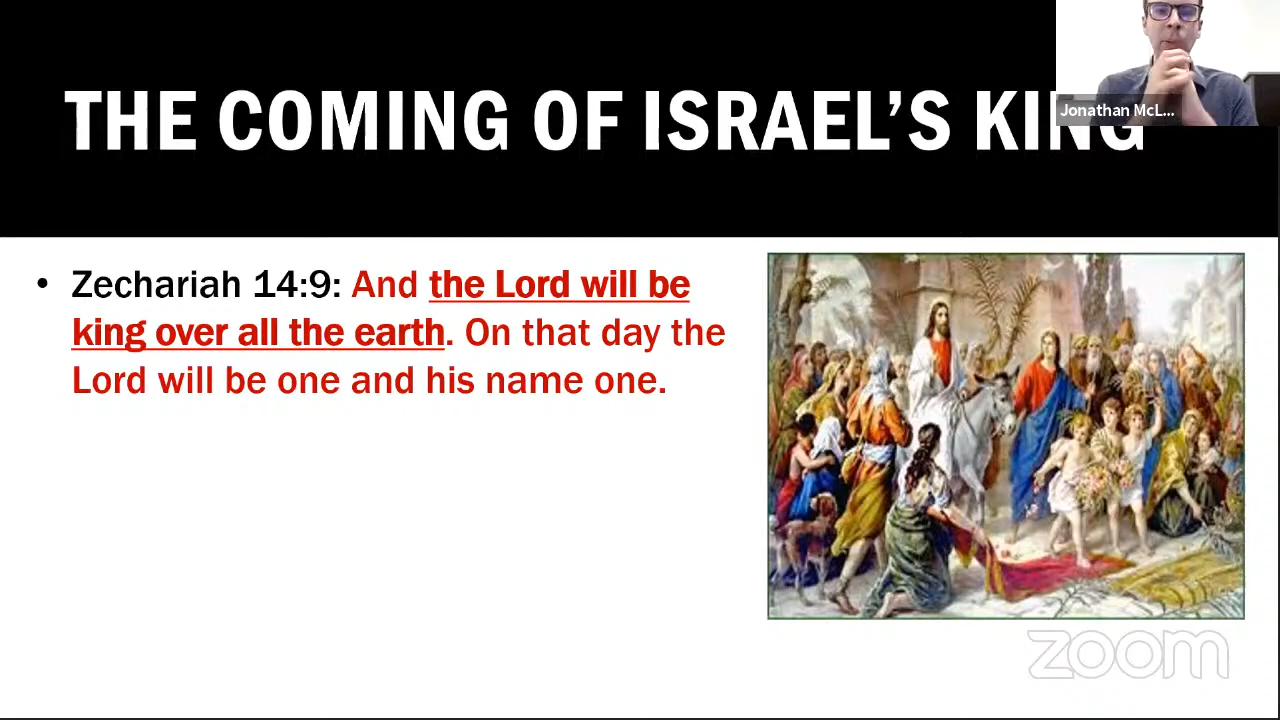 THE COMING OF ISRAEL'S KING
Jonathan McL...
• Zechariah 14:9: And the Lord will be
king over all the earth. On that day the
Lord will be one and his name one.
zoom